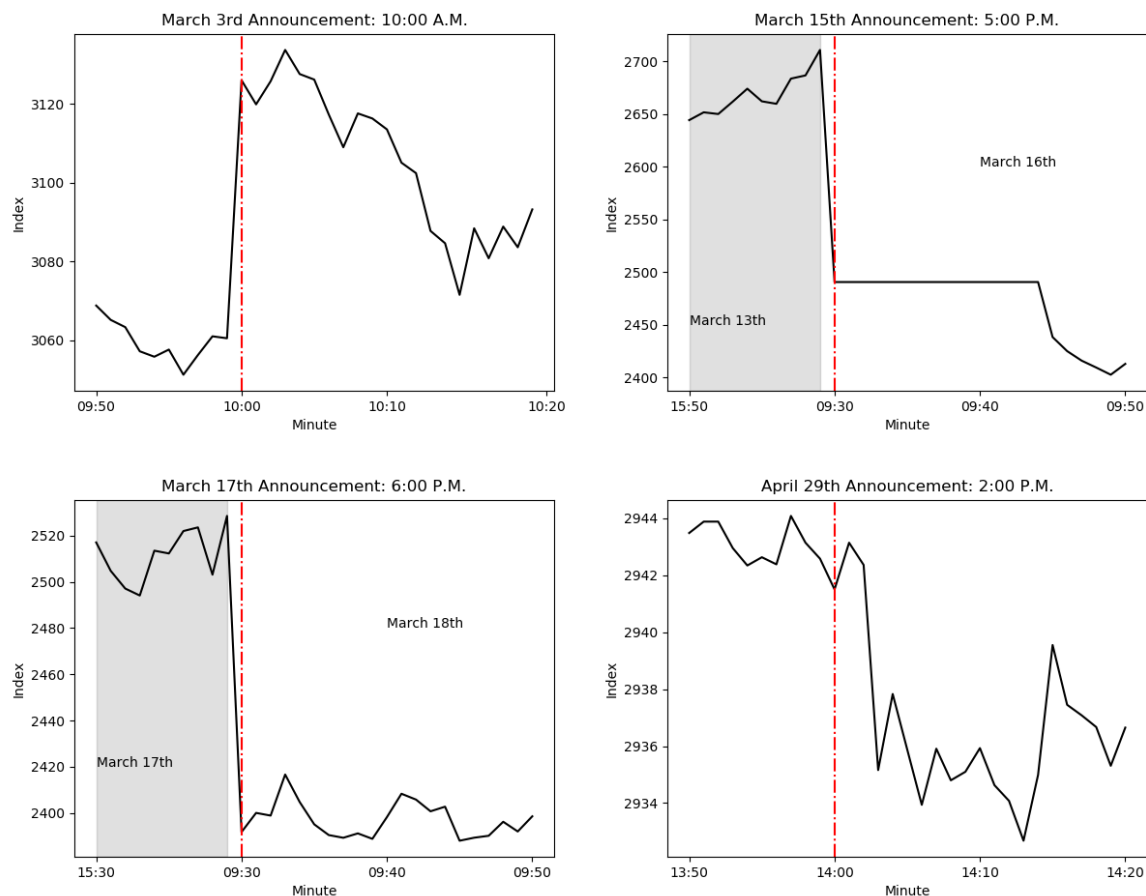 March 3rd Announcement: 10:00 A.M.
Index
3120
3100
3080
3060
09:50 10:00 10:10 10:20
Minute
March 15th Announcement: 5:00 P.M.
Index
2700
2650
2600
2550
2500
2450
2400
March 16th
March 13th
15:50 09:30 09:40 09:50
Minute
March 17th Announcement: 6:00 P.M.
Index
2520
2500
2480
2460
2440
2420
2400
March 18th
March 17th
15:30 09:30 09:40 09:50
Minute
April 29th Announcement: 2:00 P.M.
Index
2944
2942
2940
2938
2936
2934
13:50 14:00 14:10 14:20
Minute